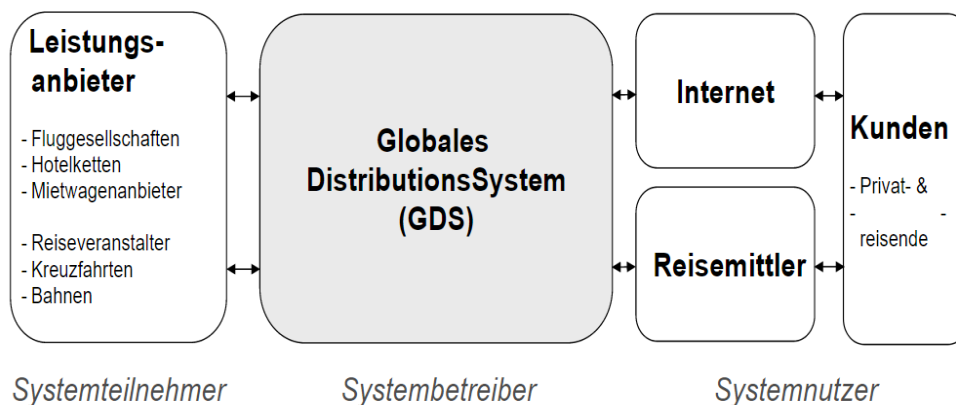 Leistungs-
anbieter
- Fluggesellschaften
- Hotelketten
- Mietwagenanbieter
- Reiseveranstalter
- Kreuzfahrten
- Bahnen
Globales
DistributionsSystem
(GDS)
Internet
Reisemittler
Kunden
- Privat- &
- -
reisende
Systemteilnehmer
Systembetreiber
Systemnutzer